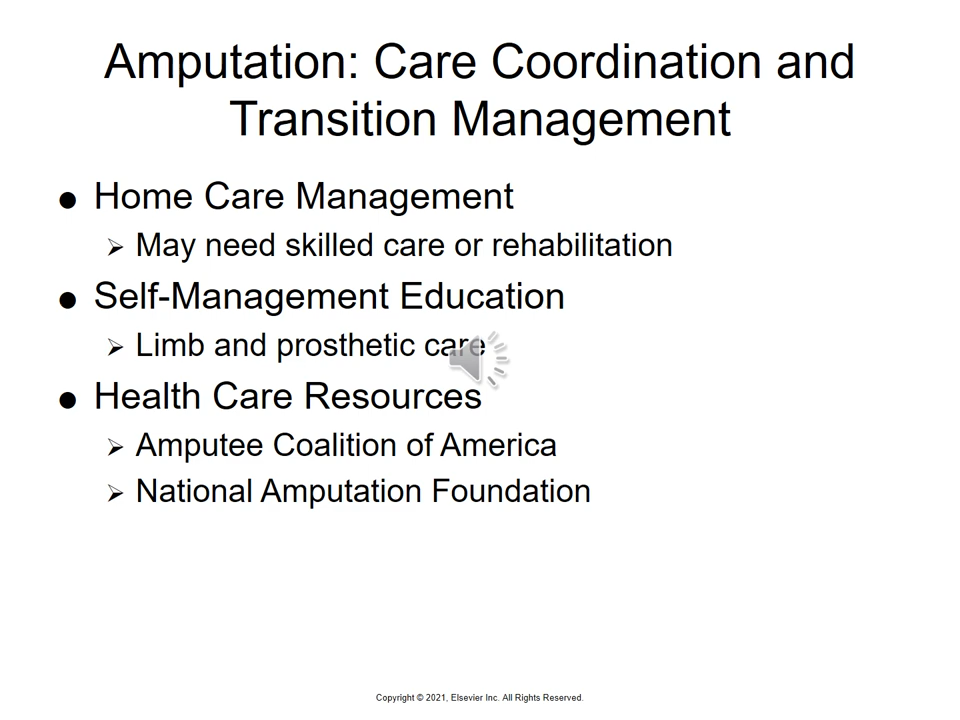 Amputation: Care Coordination and
Transition Management
● Home Care Management
➢ May need skilled care or rehabilitation
● Self-Management Education
➢ Limb and prosthetic care
● Health Care Resources
➢ Amputee Coalition of America
➢ National Amputation Foundation
Copyright © 2021, Elsevier Inc. All Rights Reserved.